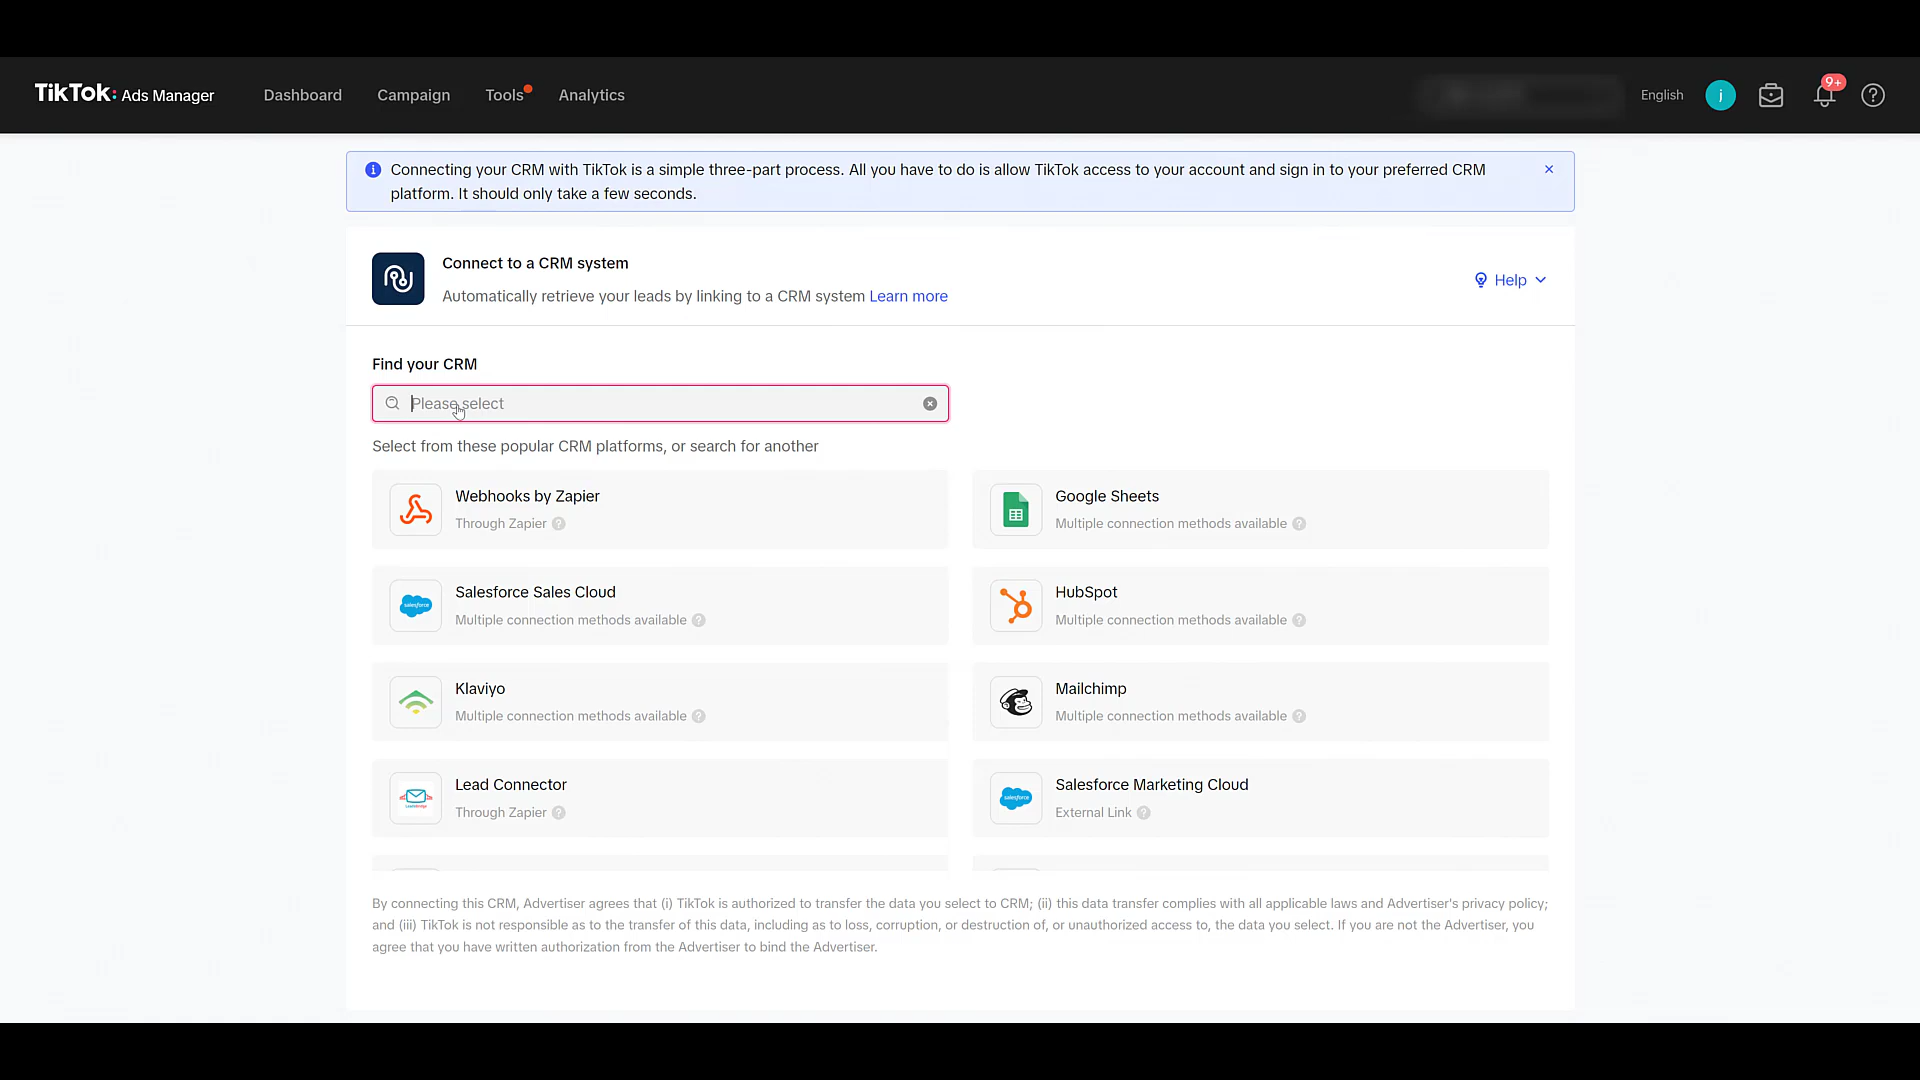 TikTok: Ads Manager
Dashboard
Campaign
Tools
Analytics
English
j
9+
Connecting your CRM with TikTok is a simple three-part process. All you have to do is allow TikTok access to your account and sign in to your preferred CRM
platform. It should only take a few seconds.
Connect to a CRM system
Automatically retrieve your leads by linking to a CRM system Learn more
Help
Find your CRM
Please select
Select from these popular CRM platforms, or search for another
Webhooks by Zapier
Through Zapier
Google Sheets
Multiple connection methods available
salesforce
Salesforce Sales Cloud
Multiple connection methods available
HubSpot
Multiple connection methods available
Klaviyo
Multiple connection methods available
Mailchimp
Multiple connection methods available
Lead Connector
Through Zapier
salesforce
Salesforce Marketing Cloud
External Link
By connecting this CRM, Advertiser agrees that (i) TikTok is authorized to transfer the data you select to CRM; (ii) this data transfer complies with all applicable laws and Advertiser's privacy policy;
and (iii) TikTok is not responsible as to the transfer of this data, including as to loss, corruption, or destruction of, or unauthorized access to, the data you select. If you are not the Advertiser, you
agree that you have written authorization from the Advertiser to bind the Advertiser.